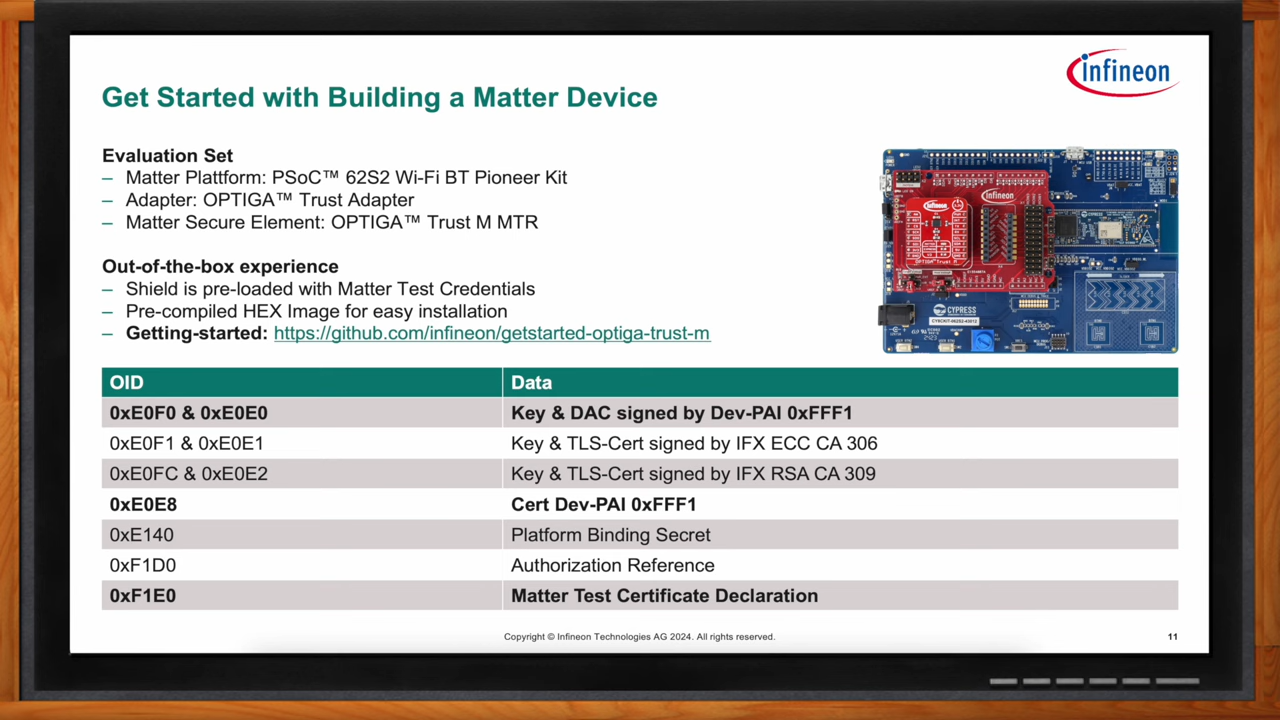 infineon
Get Started with Building a Matter Device
Evaluation Set
– Matter Plattform: PSoC™ 62S2 Wi-Fi BT Pioneer Kit
– Adapter: OPTIGA™ Trust Adapter
– Matter Secure Element: OPTIGA™ Trust M MTR
Out-of-the-box experience
– Shield is pre-loaded with Matter Test Credentials
– Pre-compiled HEX Image for easy installation
– Getting-started: https://github.com/infineon/getstarted-optiga-trust-m
infineon
infineon
OPTIGA™ Trust M
CYPRESS
CYPRESS
OID Data
0xE0F0 & 0xE0E0 Key & DAC signed by Dev-PAI 0xFFF1
0xE0F1 & 0xE0E1 Key & TLS-Cert signed by IFX ECC CA 306
0xE0FC & 0xE0E2 Key & TLS-Cert signed by IFX RSA CA 309
0xE0E8 Cert Dev-PAI 0xFFF1
0xE140 Platform Binding Secret
0xF1D0 Authorization Reference
0xF1E0 Matter Test Certificate Declaration
Copyright © Infineon Technologies AG 2024. All rights reserved.
11